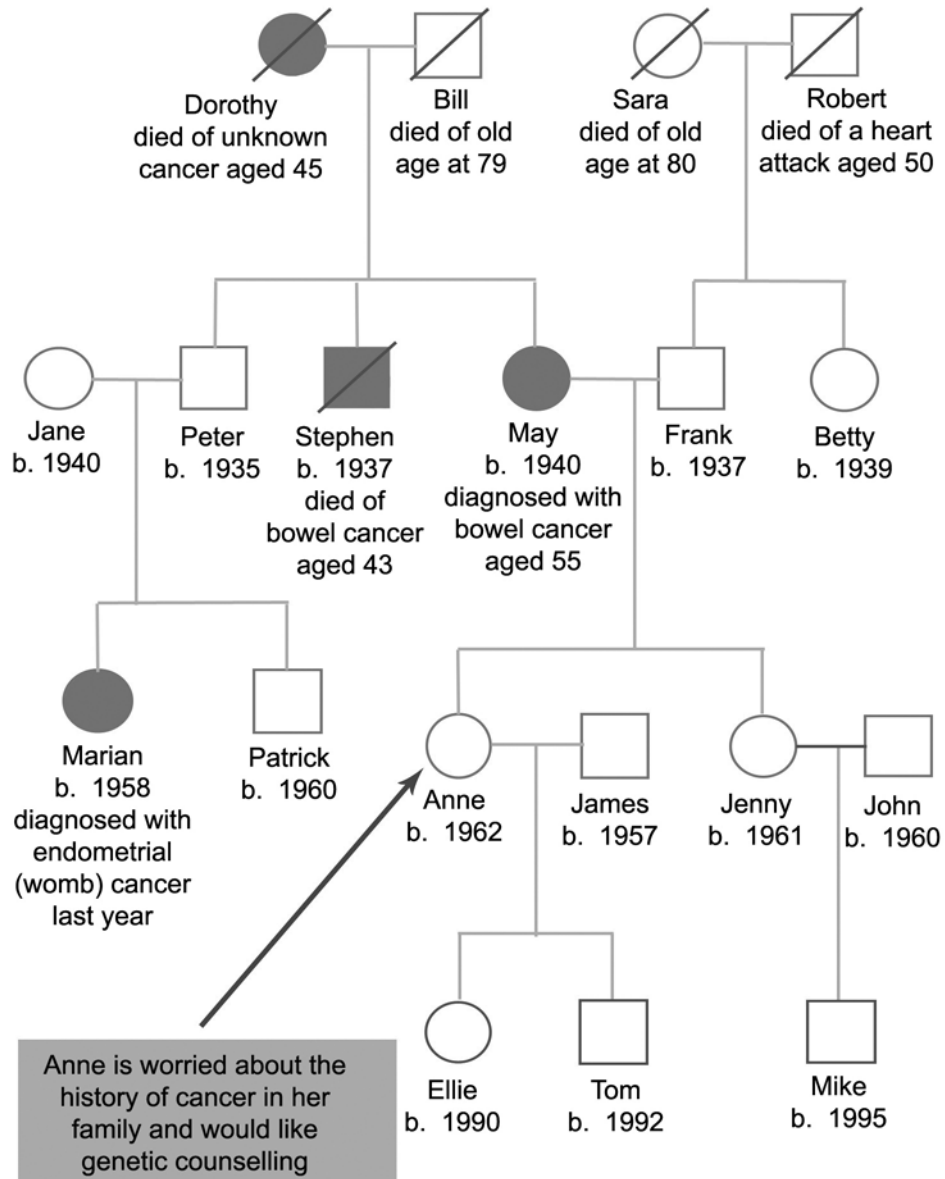 Dorothy
died of unknown
cancer aged 45
Bill
died of old
age at 79
Sara
died of old
age at 80
Robert
died of a heart
attack aged 50
Jane
b. 1940
Peter
b. 1935
Stephen
b. 1937
died of
bowel cancer
aged 43
May
b. 1940
diagnosed with
bowel cancer
aged 55
Frank
b. 1937
Betty
b. 1939
Marian
b. 1958
diagnosed with
endometrial
(womb) cancer
last year
Patrick
b. 1960
Anne
b. 1962
James
b. 1957
Jenny
b. 1961
John
b. 1960
Anne is worried about the
history of cancer in her
family and would like
genetic counselling
Ellie
b. 1990
Tom
b. 1992
Mike
b. 1995